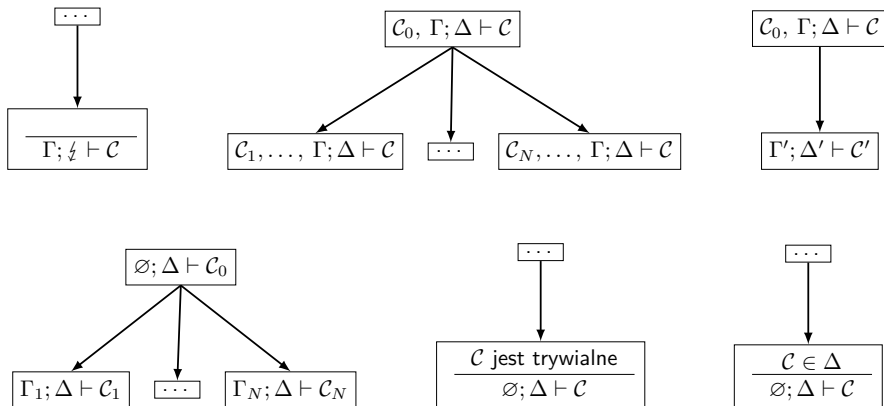 ...
C₀, Γ; Δ ⊢ C
C₀, Γ; Δ ⊢ C
Γ; ↯ ⊢ C
C₁, ..., Γ; Δ ⊢ C
...
C_N, ..., Γ; Δ ⊢ C
Γ′; Δ′ ⊢ C′
∅; Δ ⊢ C₀
...
...
Γ₁; Δ ⊢ C₁
...
Γ_N; Δ ⊢ C_N
C jest trywialne
∅; Δ ⊢ C
C ∈ Δ
∅; Δ ⊢ C